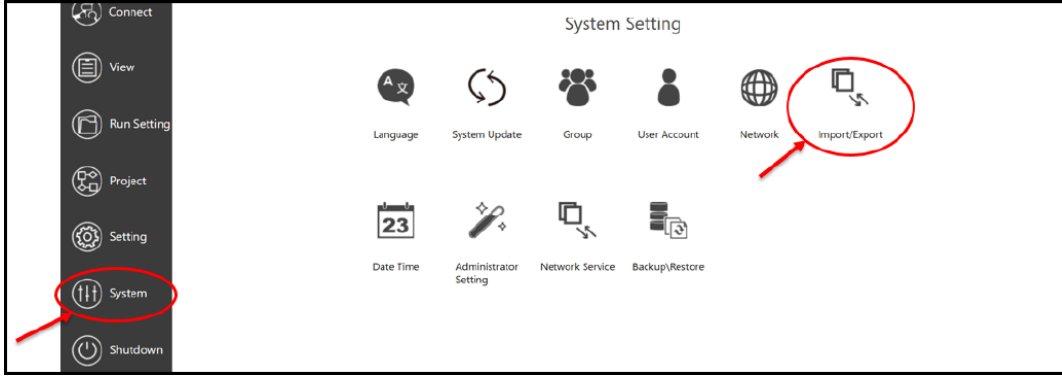 Connect
View
Run Setting
Project
Setting
System
Shutdown
System Setting
A 文
Language
System Update
Group
User Account
Network
Import/Export
23
Date Time
Administrator
Setting
Network Service
Backup\Restore